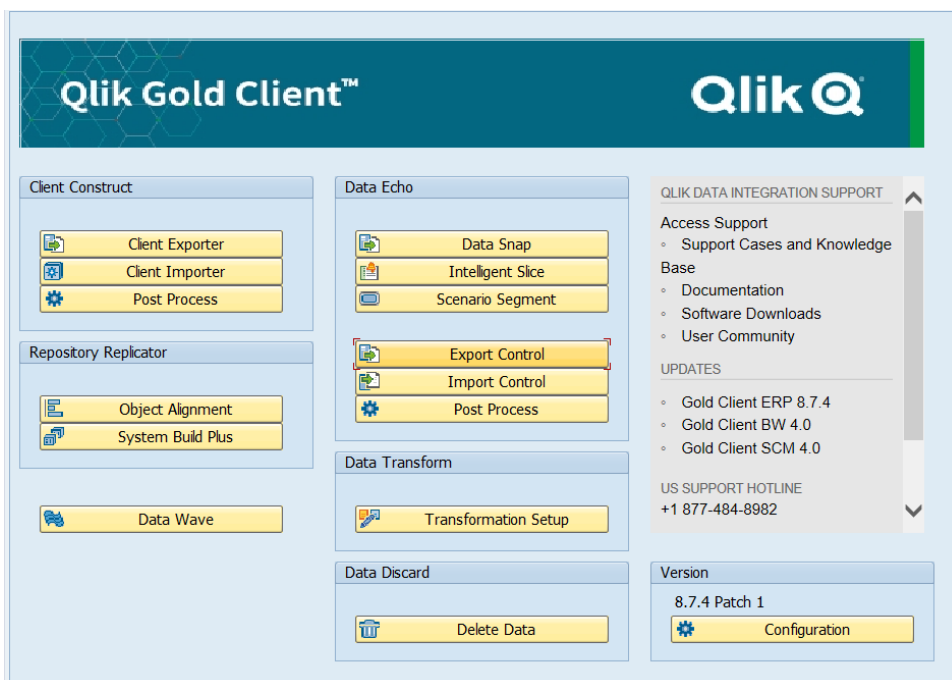 Qlik Gold Client™
Qlik
Client Construct
Client Exporter
Client Importer
Post Process
Repository Replicator
Object Alignment
System Build Plus
Data Wave
Data Echo
Data Snap
Intelligent Slice
Scenario Segment
Export Control
Import Control
Post Process
Data Transform
Transformation Setup
Data Discard
Delete Data
QLIK DATA INTEGRATION SUPPORT
Access Support
◦ Support Cases and Knowledge
Base
◦ Documentation
◦ Software Downloads
◦ User Community
UPDATES
◦ Gold Client ERP 8.7.4
◦ Gold Client BW 4.0
◦ Gold Client SCM 4.0
US SUPPORT HOTLINE
+1 877-484-8982
Version
8.7.4 Patch 1
Configuration